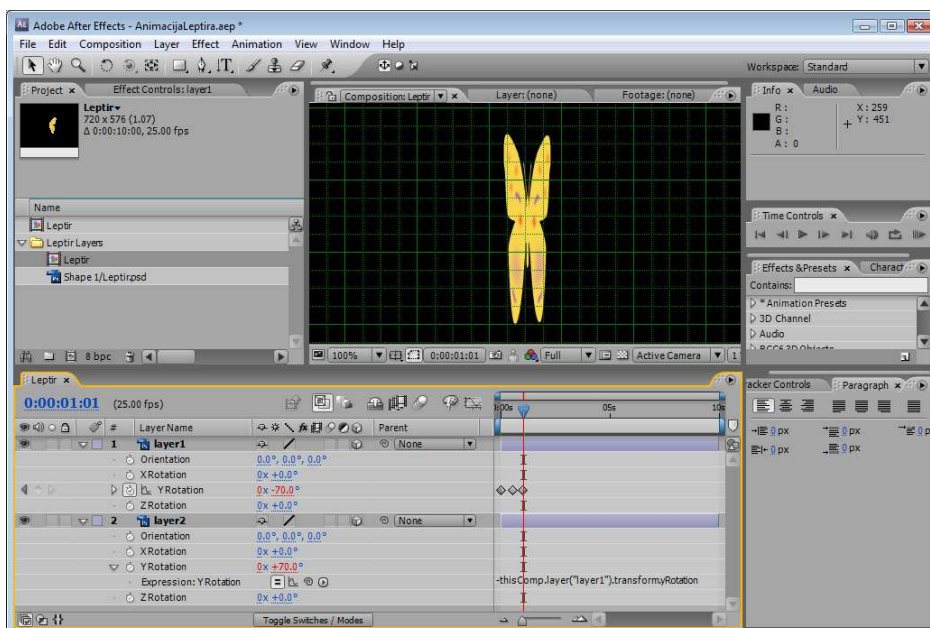 Adobe After Effects - AnimacijaLeptira.aep *
File Edit Composition Layer Effect Animation View Window Help
Workspace: Standard
Project Effect Controls: layer1
Leptir
720 x 576 (1.07)
Δ 0:00:10:00, 25.00 fps
Name
Leptir
Leptir Layers
Leptir
Shape 1/Leptir.psd
8 bpc
Composition: Leptir Layer: (none) Footage: (none)
100% 0:00:01:01 Full Active Camera
Info Audio
R: X: 259
G: Y: 451
B:
A: 0
Time Controls
Effects & Presets Charact
Contains:
* Animation Presets
3D Channel
Audio
BCC6 3D Objects
Leptir
0:00:01:01 (25.00 fps)
:00s 05s 10s
# Layer Name Parent
1 layer1 None
Orientation 0.0°, 0.0°, 0.0°
X Rotation 0x +0.0°
Y Rotation 0x -70.0°
Z Rotation 0x +0.0°
2 layer2 None
Orientation 0.0°, 0.0°, 0.0°
X Rotation 0x +0.0°
Y Rotation 0x +70.0°
Expression: Y Rotation -thisComp.layer("layer1").transform.yRotation
Z Rotation 0x +0.0°
Toggle Switches / Modes
racker Controls Paragraph
0 px 0 px 0 p
0 px 0 px